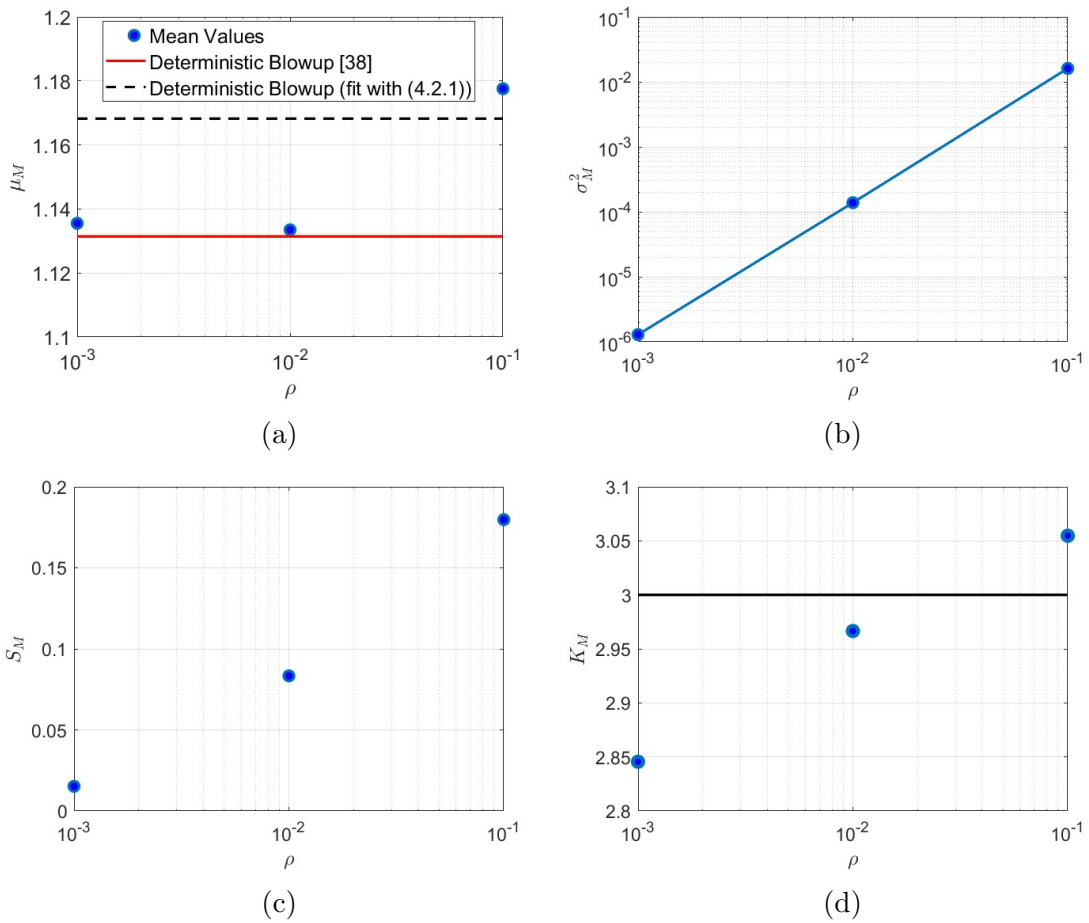 1.2
1.18
1.16
1.14
1.12
1.1
μ_M
Mean Values
Deterministic Blowup [38]
Deterministic Blowup (fit with (4.2.1))
10^-3
10^-2
10^-1
ρ
(a)
10^-1
10^-2
10^-3
10^-4
10^-5
10^-6
σ²_M
10^-3
10^-2
10^-1
ρ
(b)
0.2
0.15
0.1
0.05
0
S_M
10^-3
10^-2
10^-1
ρ
(c)
3.1
3.05
3
2.95
2.9
2.85
2.8
K_M
10^-3
10^-2
10^-1
ρ
(d)